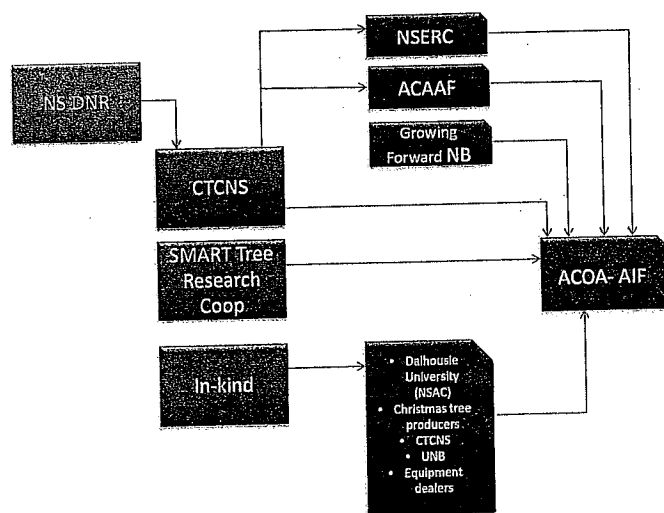 NSERC
NS DNR
ACAAF
Growing
Forward NB
CTCNS
SMART Tree
Research
Coop
ACOA- AIF
In-kind
• Dalhousie
University
(NSAC)
• Christmas tree
producers
• CTCNS
• UNB
• Equipment
dealers